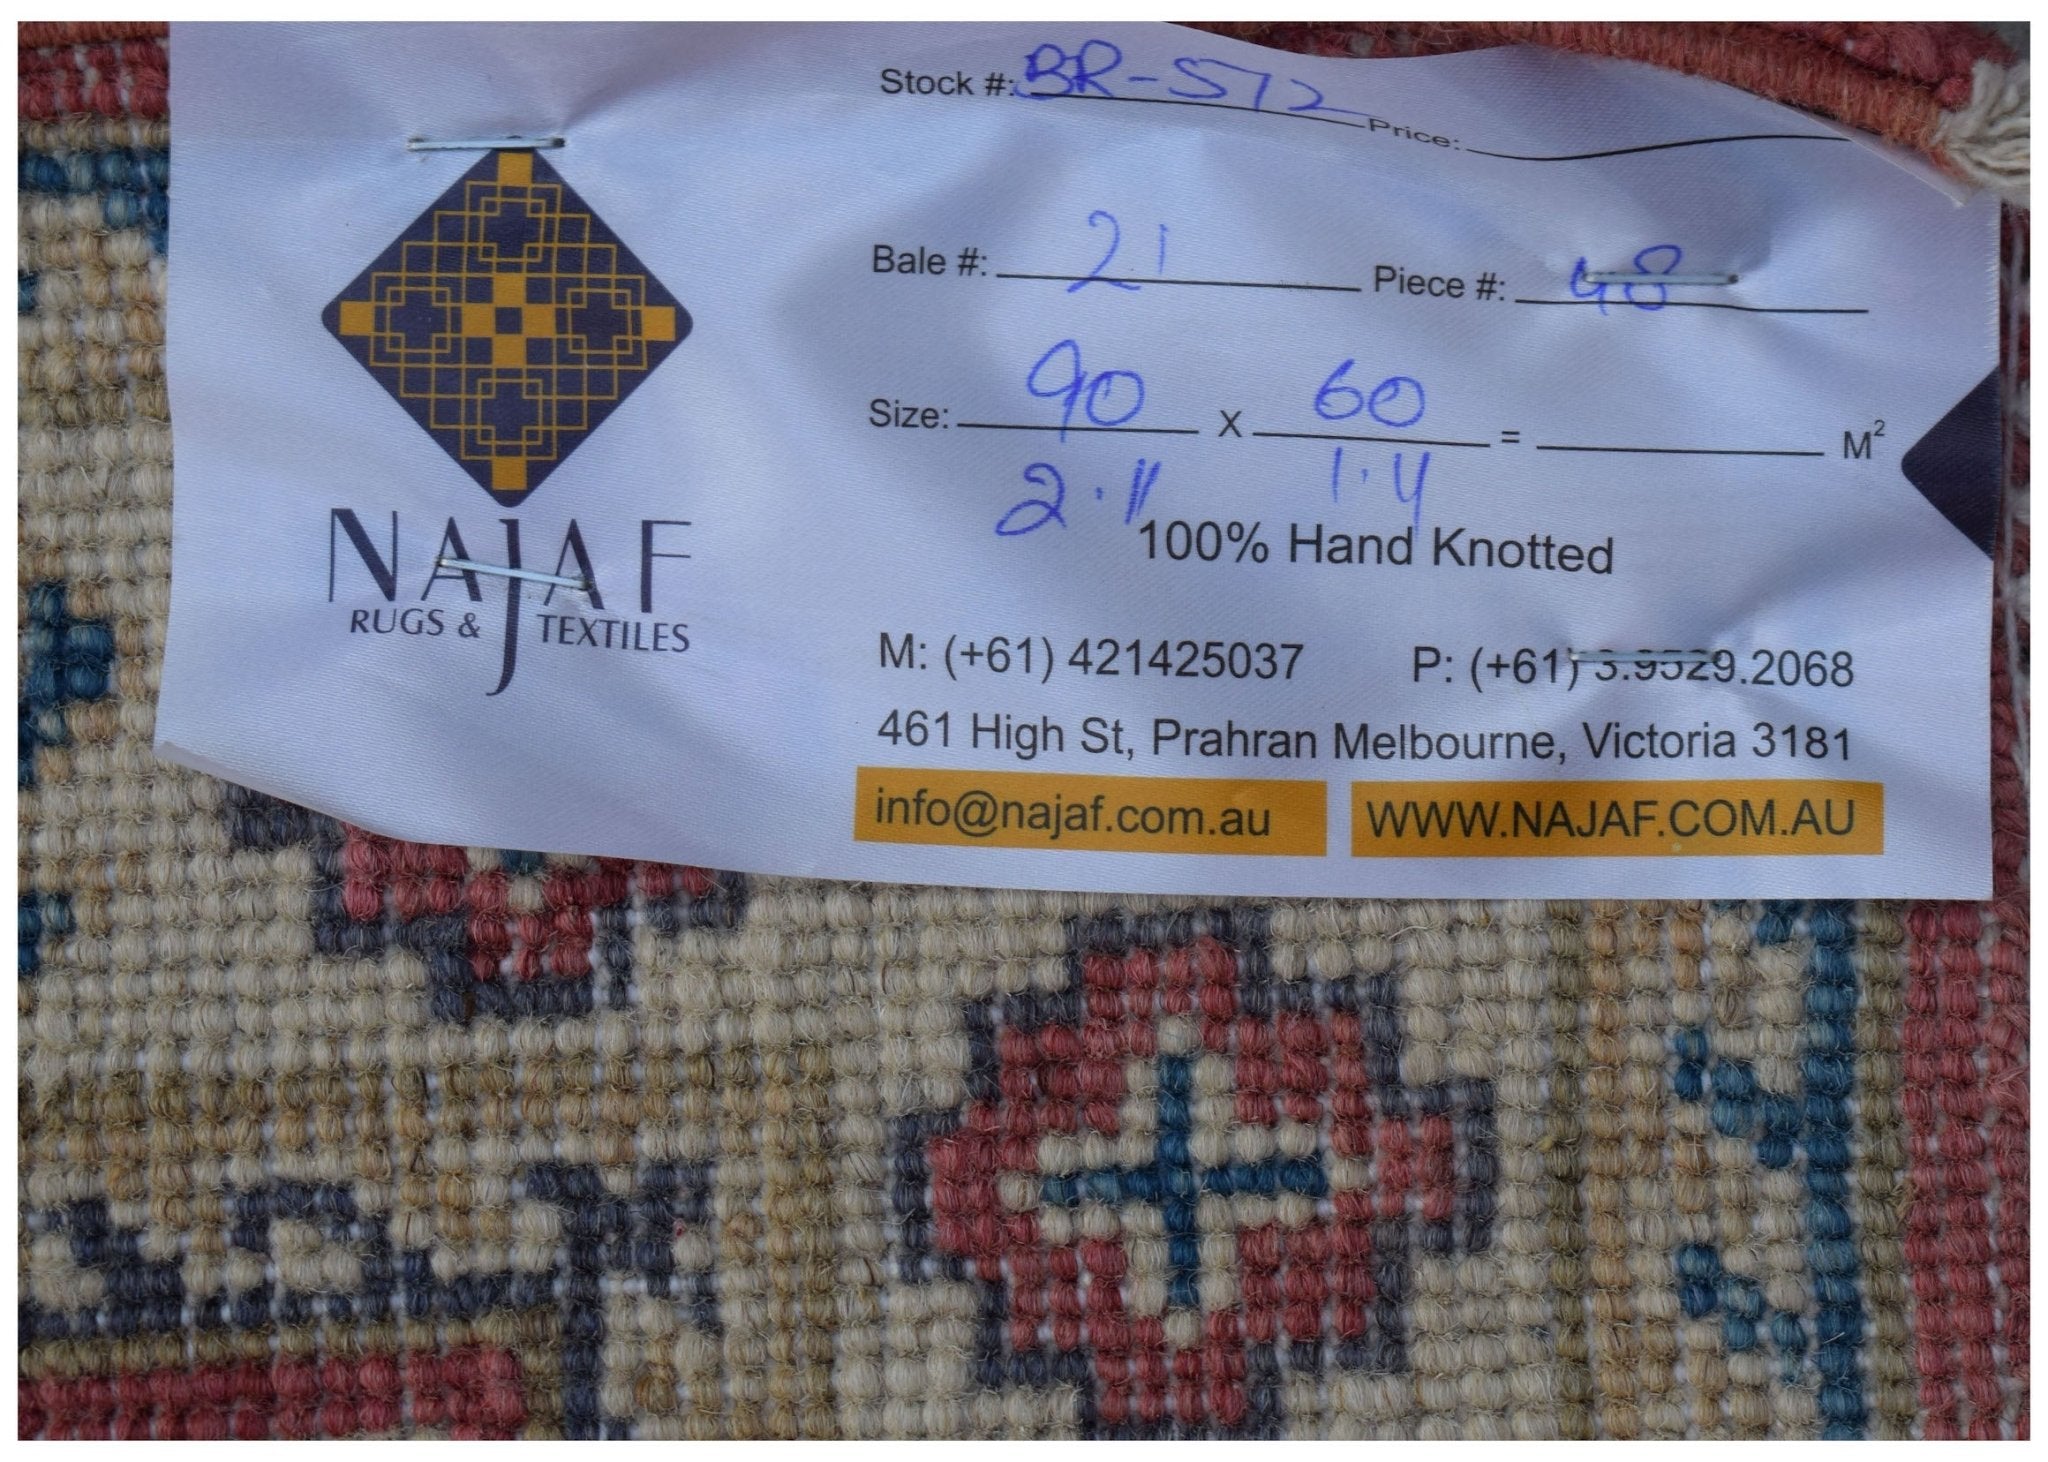 Stock #: BR-572 Price:
Bale #: 21 Piece #: 48
Size: 90 X 60 = M²
2.11 1.4
100% Hand Knotted
NAJAF
RUGS & TEXTILES
M: (+61) 421425037 P: (+61) 3.9529.2068
461 High St, Prahran Melbourne, Victoria 3181
info@najaf.com.au WWW.NAJAF.COM.AU